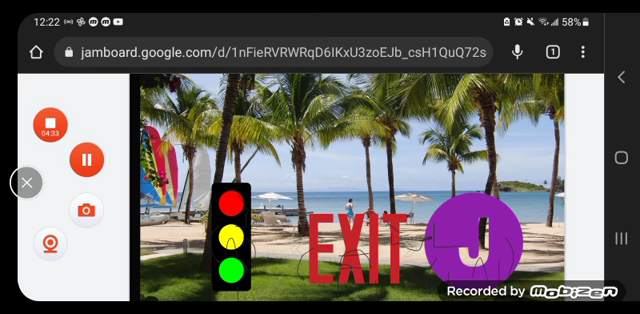 12:22
58%
jamboard.google.com/d/1nFieRVRWRqD6IKxU3zoEJb_csH1QuQ72s
1
04:33
EXIT
J
Recorded by mobizen